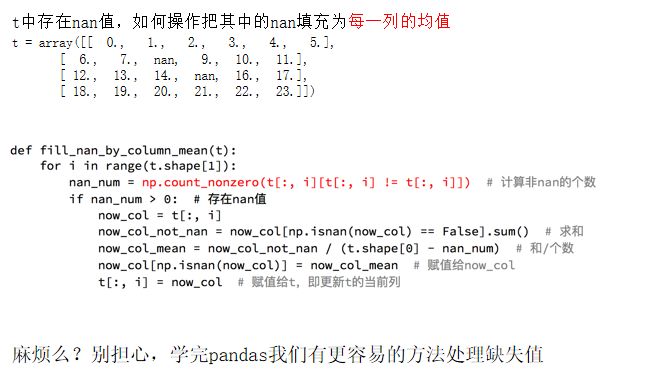 t中存在nan值，如何操作把其中的nan填充为每一列的均值
t = array([[  0.,   1.,   2.,   3.,   4.,   5.],
       [  6.,   7.,  nan,   9.,  10.,  11.],
       [ 12.,  13.,  14.,  nan,  16.,  17.],
       [ 18.,  19.,  20.,  21.,  22.,  23.]])
def fill_nan_by_column_mean(t):
    for i in range(t.shape[1]):
        nan_num = np.count_nonzero(t[:, i][t[:, i] != t[:, i]])  # 计算非nan的个数
        if nan_num > 0:  # 存在nan值
            now_col = t[:, i]
            now_col_not_nan = now_col[np.isnan(now_col) == False].sum()  # 求和
            now_col_mean = now_col_not_nan / (t.shape[0] - nan_num)  # 和/个数
            now_col[np.isnan(now_col)] = now_col_mean  # 赋值给now_col
            t[:, i] = now_col  # 赋值给t，即更新t的当前列
麻烦么？别担心，学完pandas我们有更容易的方法处理缺失值